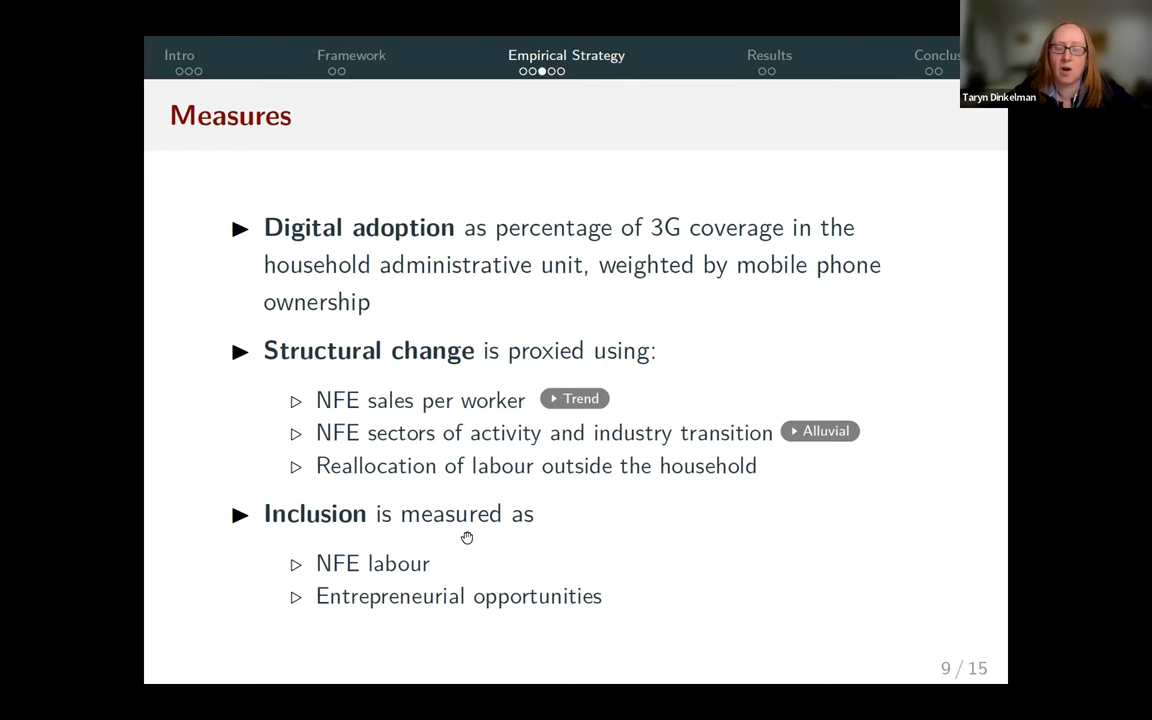 Intro
Framework
Empirical Strategy
Results
Conclus
Taryn Dinkelman
Measures
Digital adoption as percentage of 3G coverage in the
household administrative unit, weighted by mobile phone
ownership
Structural change is proxied using:
NFE sales per worker Trend
NFE sectors of activity and industry transition Alluvial
Reallocation of labour outside the household
Inclusion is measured as
NFE labour
Entrepreneurial opportunities
9 / 15